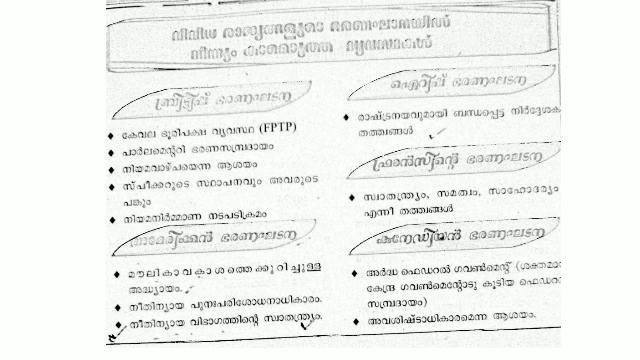 വിവിധ രാജ്യങ്ങളുടെ ഭരണഘടനയിൽ
നിന്നും കടമെടുത്ത വ്യവസ്ഥകൾ
ബ്രിട്ടീഷ് ഭരണഘടന
♦ കേവല ഭൂരിപക്ഷ വ്യവസ്ഥ (FPTP)
♦ പാർലമെന്ററി ഭരണസമ്പ്രദായം
♦ നിയമവാഴ്ചയെന്ന ആശയം
♦ സ്പീക്കറുടെ സ്ഥാപനവും അവരുടെ
പങ്കും
♦ നിയമനിർമ്മാണ നടപടിക്രമം
അമേരിക്കൻ ഭരണഘടന
♦ മൗലികാവകാശത്തെക്കുറിച്ചുള്ള
അദ്ധ്യായം.
♦ നീതിന്യായ പുനഃപരിശോധനാധികാരം.
♦ നീതിന്യായ വിഭാഗത്തിന്റെ സ്വാതന്ത്ര്യം.
ഐറിഷ് ഭരണഘടന
♦ രാഷ്ട്രനയവുമായി ബന്ധപ്പെട്ട നിർദ്ദേശക
തത്ത്വങ്ങൾ
ഫ്രാൻസിന്റെ ഭരണഘടന
♦ സ്വാതന്ത്ര്യം, സമത്വം, സാഹോദര്യം
എന്നീ തത്ത്വങ്ങൾ
കനേഡിയൻ ഭരണഘടന
♦ അർദ്ധ ഫെഡറൽ ഗവൺമെന്റ് (ശക്തമായ
കേന്ദ്ര ഗവൺമെന്റോടു കൂടിയ ഫെഡറ
സമ്പ്രദായം)
♦ അവശിഷ്ടാധികാരമെന്ന ആശയം.